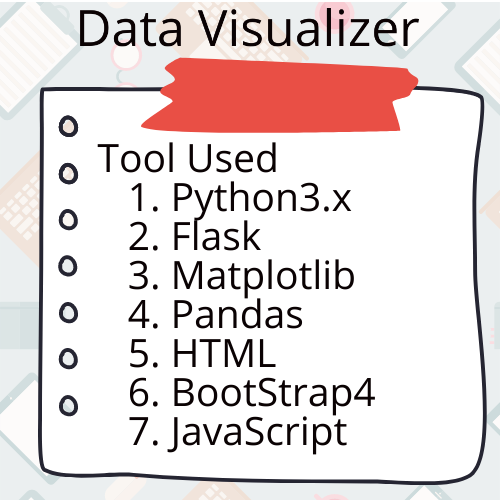 Data Visualizer
Tool Used
1. Python3.x
2. Flask
3. Matplotlib
4. Pandas
5. HTML
6. BootStrap4
7. JavaScript